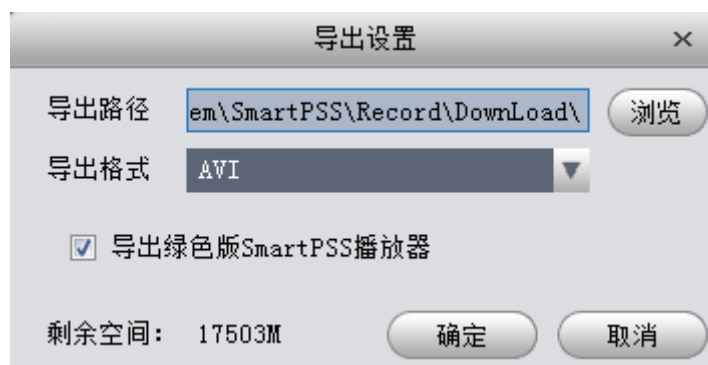 导出设置
导出路径 em\SmartPSS\Record\DownLoad\ 浏览
导出格式 AVI
导出绿色版SmartPSS播放器
剩余空间: 17503M 确定 取消